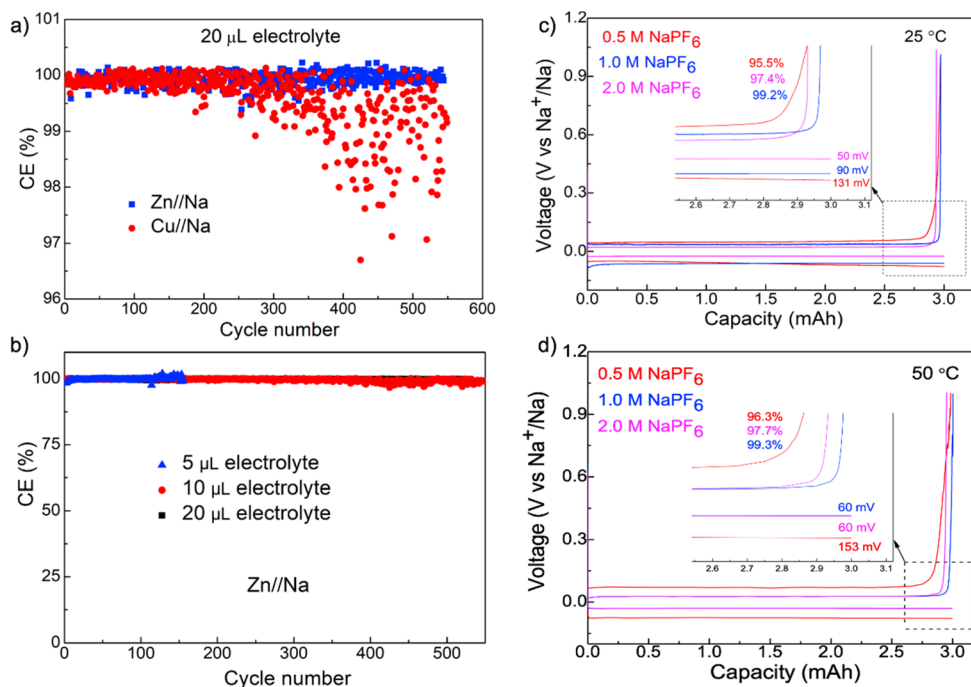 a)
20 μL electrolyte
CE (%)
101
100
99
98
97
96
Zn//Na
Cu//Na
0 100 200 300 400 500 600
Cycle number
b)
CE (%)
100
75
50
25
0
5 μL electrolyte
10 μL electrolyte
20 μL electrolyte
Zn//Na
0 100 200 300 400 500
Cycle number
c)
Voltage (V vs Na+/Na)
1.2
0.9
0.6
0.3
0.0
0.5 M NaPF6
1.0 M NaPF6
2.0 M NaPF6
25 °C
95.5%
97.4%
99.2%
50 mV
90 mV
131 mV
2.6 2.7 2.8 2.9 3.0 3.1
0.0 0.5 1.0 1.5 2.0 2.5 3.0
Capacity (mAh)
d)
Voltage (V vs Na+/Na)
1.2
0.9
0.6
0.3
0.0
0.5 M NaPF6
1.0 M NaPF6
2.0 M NaPF6
50 °C
96.3%
97.7%
99.3%
60 mV
60 mV
153 mV
2.6 2.7 2.8 2.9 3.0 3.1
0.0 0.5 1.0 1.5 2.0 2.5 3.0
Capacity (mAh)